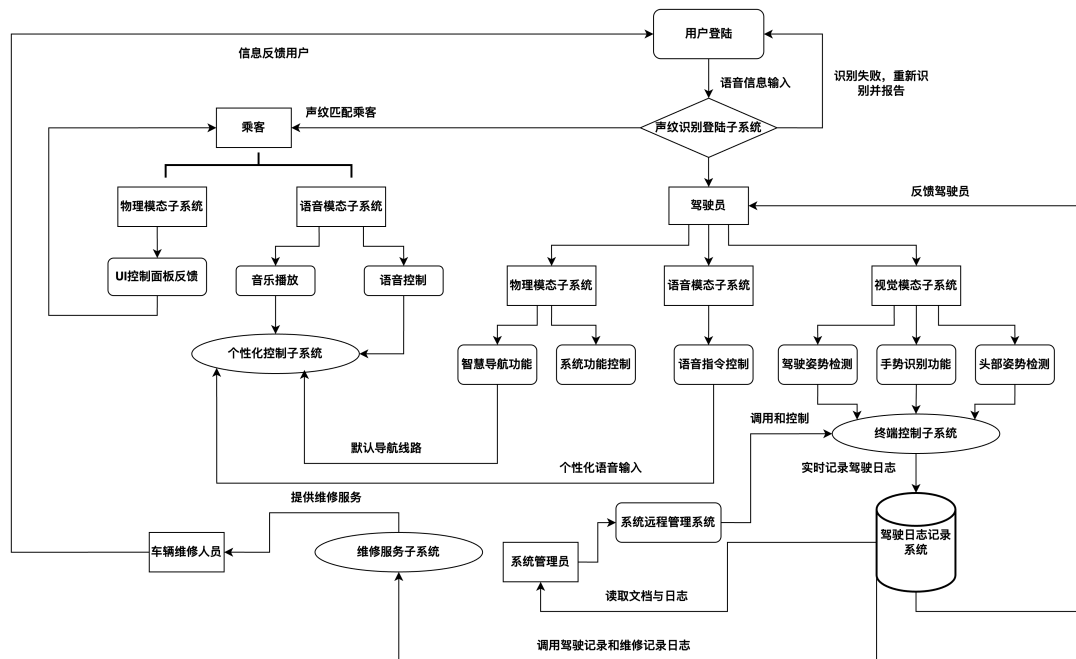 用户登陆
信息反馈用户
语音信息输入
识别失败，重新识
别并报告
声纹匹配乘客
乘客
声纹识别登陆子系统
反馈驾驶员
物理模态子系统
语音模态子系统
驾驶员
UI控制面板反馈
音乐播放
语音控制
物理模态子系统
语音模态子系统
视觉模态子系统
个性化控制子系统
智慧导航功能
系统功能控制
语音指令控制
驾驶姿势检测
手势识别功能
头部姿势检测
调用和控制
终端控制子系统
默认导航线路
个性化语音输入
实时记录驾驶日志
提供维修服务
系统远程管理系统
驾驶日志记录
系统
车辆维修人员
维修服务子系统
系统管理员
读取文档与日志
调用驾驶记录和维修记录日志